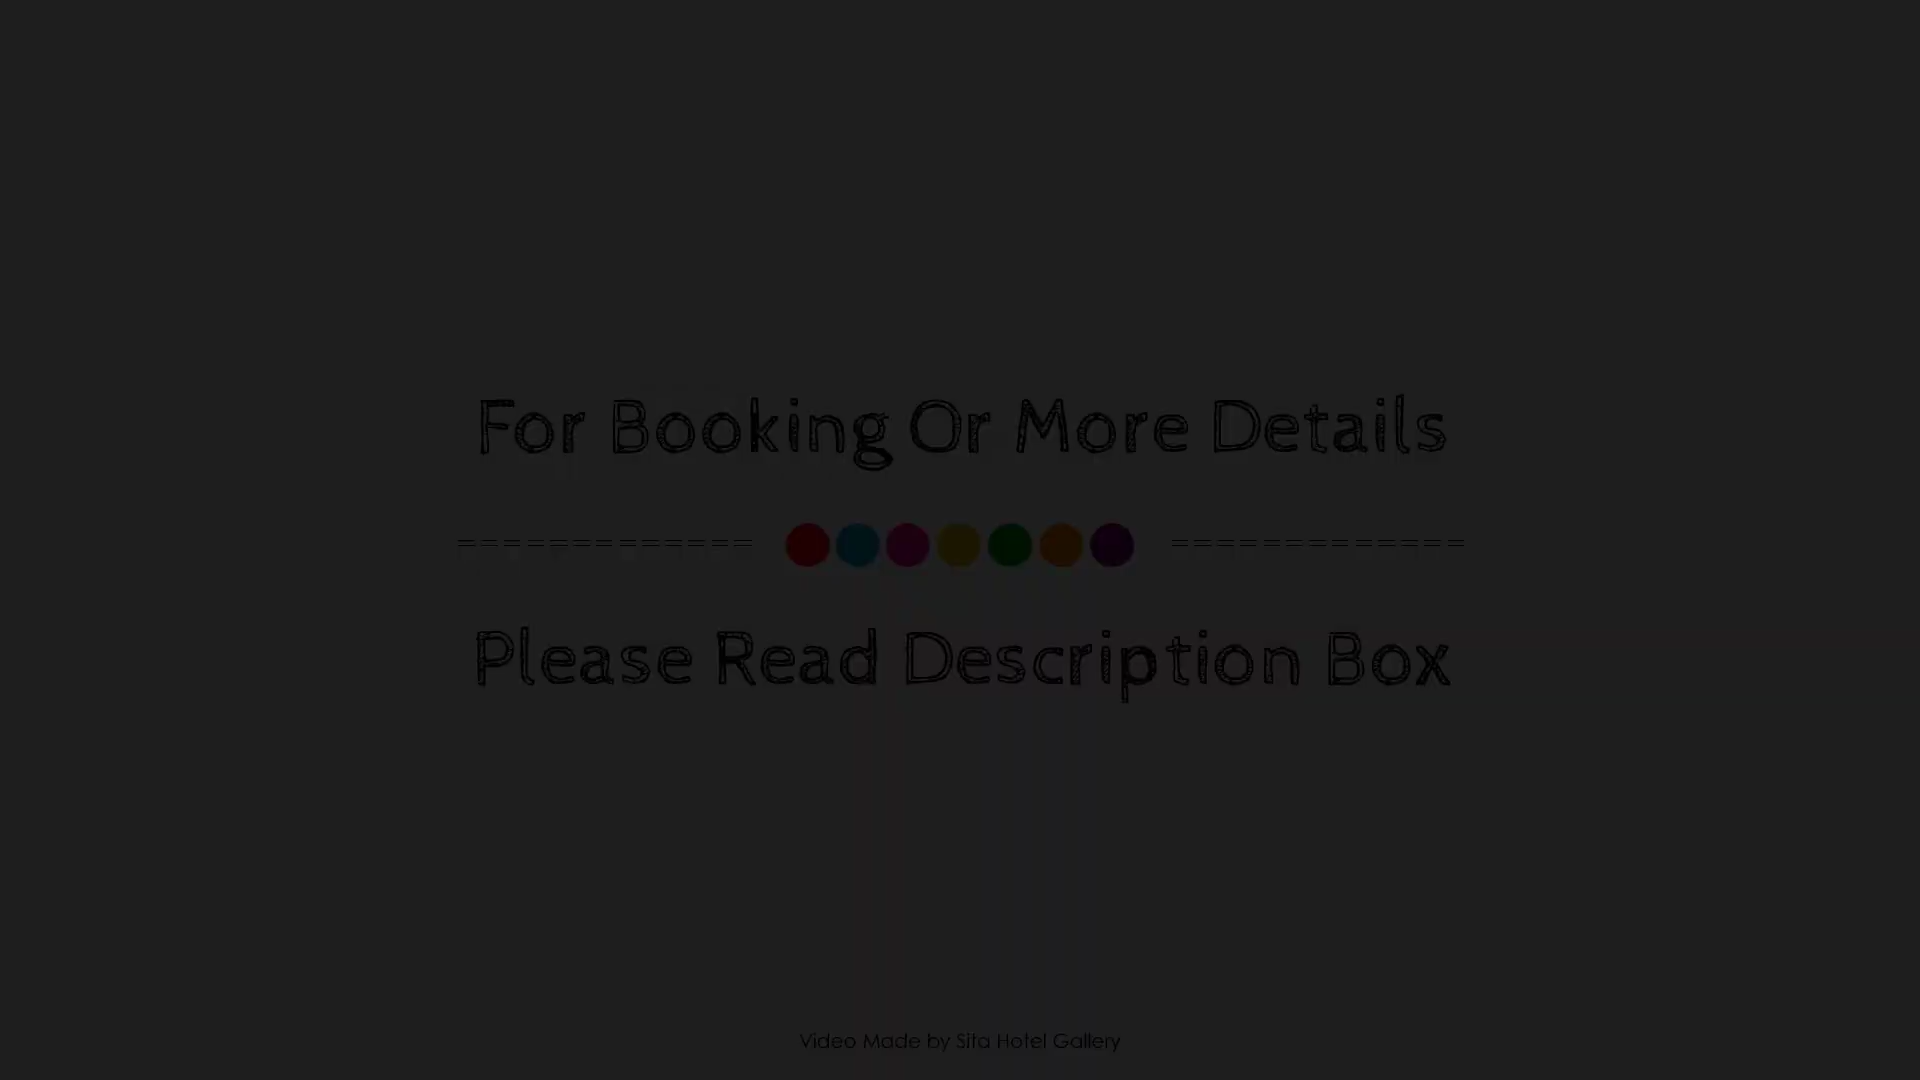 For Booking Or More Details
============= =============
Please Read Description Box
Video Made by Sita Hotel Gallery